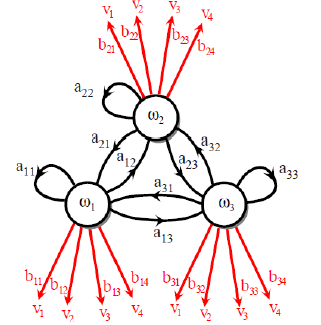 v₁ v₂ v₃ v₄
b₂₁ b₂₂ b₂₃ b₂₄
a₂₂
ω₂
a₂₁ a₁₂ a₂₃ a₃₂
a₁₁ a₃₁ a₃₃
ω₁ ω₃
a₁₃
b₁₁ b₁₂ b₁₃ b₁₄ b₃₁ b₃₂ b₃₃ b₃₄
v₁ v₂ v₃ v₄ v₁ v₂ v₃ v₄